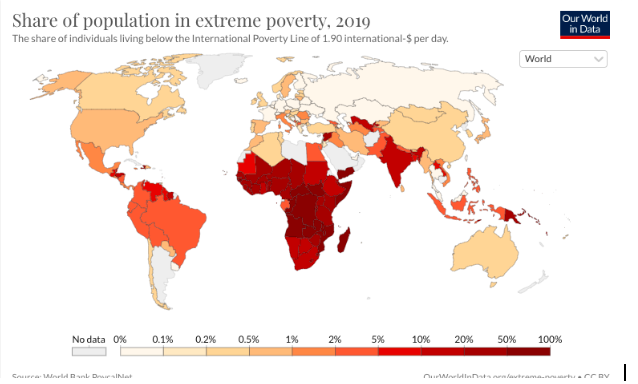 Share of population in extreme poverty, 2019
The share of individuals living below the International Poverty Line of 1.90 international-$ per day.
Our World
in Data
World
No data 0% 0.1% 0.2% 0.5% 1% 2% 5% 10% 20% 50% 100%
Source: World Bank PovcalNet
OurWorldInData.org/extreme-poverty • CC BY